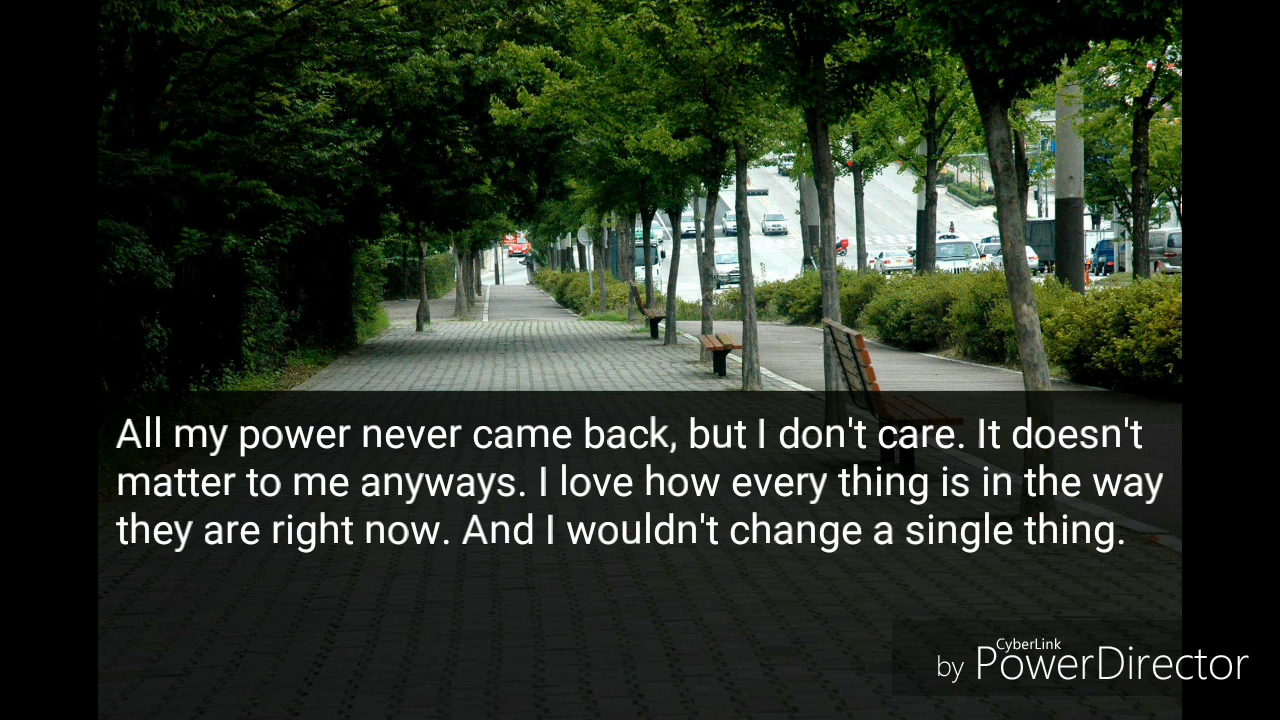 All my power never came back, but I don't care. It doesn't
matter to me anyways. I love how every thing is in the way
they are right now. And I wouldn't change a single thing.
CyberLink
by PowerDirector